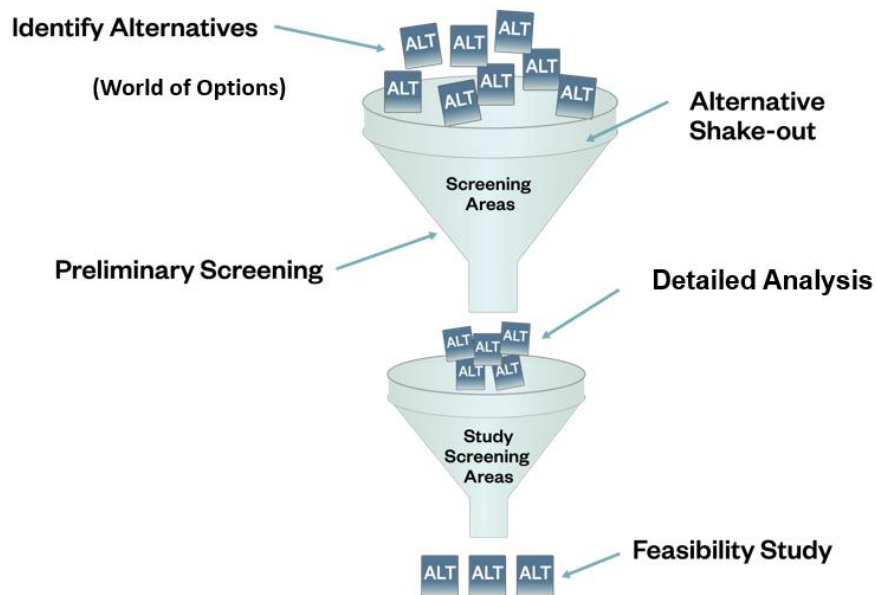 Identify Alternatives
(World of Options)
ALT
ALT
ALT
ALT
ALT
ALT
ALT
ALT
Alternative
Shake-out
Screening
Areas
Preliminary Screening
Detailed Analysis
ALT
ALT
ALT
ALT
ALT
Study
Screening
Areas
ALT
ALT
ALT
Feasibility Study